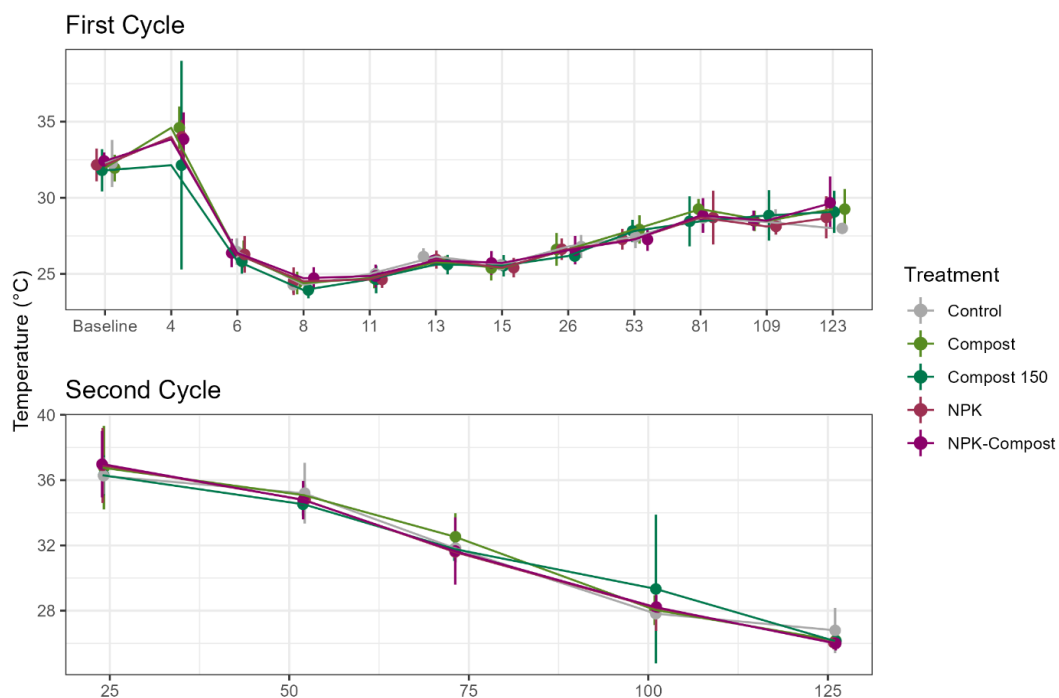 First Cycle
35
30
25
Baseline 4 6 8 11 13 15 26 53 81 109 123
Temperature (°C)
Second Cycle
40
36
32
28
25 50 75 100 125
Treatment
Control
Compost
Compost 150
NPK
NPK-Compost